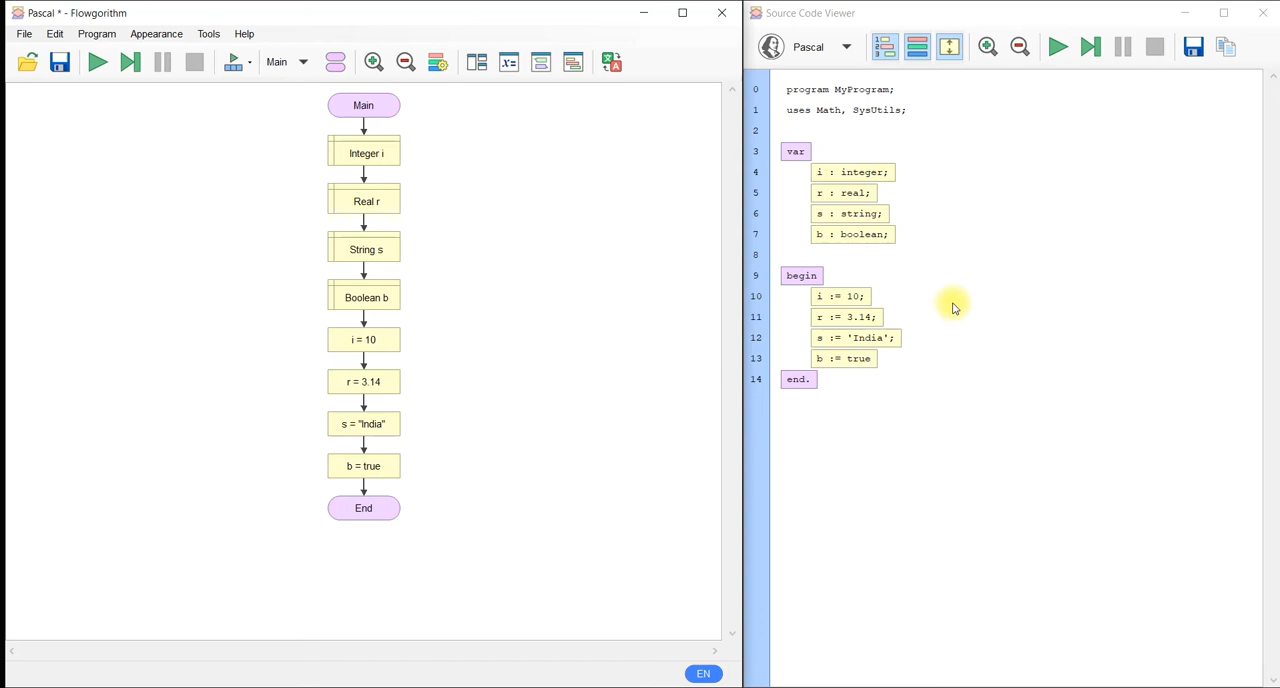 Pascal * - Flowgorithm
File Edit Program Appearance Tools Help
Main
Main
Integer i
Real r
String s
Boolean b
i = 10
r = 3.14
s = "India"
b = true
End
EN
Source Code Viewer
Pascal
0 program MyProgram;
1 uses Math, SysUtils;
2
3 var
4 i : integer;
5 r : real;
6 s : string;
7 b : boolean;
8
9 begin
10 i := 10;
11 r := 3.14;
12 s := 'India';
13 b := true
14 end.